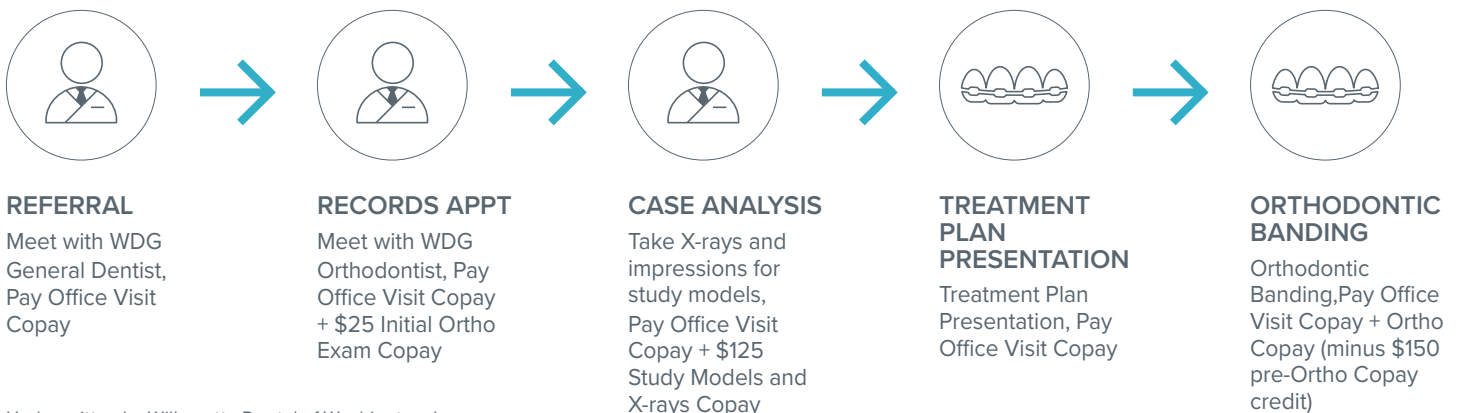 REFERRAL
Meet with WDG
General Dentist,
Pay Office Visit
Copay
RECORDS APPT
Meet with WDG
Orthodontist, Pay
Office Visit Copay
+ $25 Initial Ortho
Exam Copay
CASE ANALYSIS
Take X-rays and
impressions for
study models,
Pay Office Visit
Copay + $125
Study Models and
X-rays Copay
TREATMENT
PLAN
PRESENTATION
Treatment Plan
Presentation, Pay
Office Visit Copay
ORTHODONTIC
BANDING
Orthodontic
Banding,Pay Office
Visit Copay + Ortho
Copay (minus $150
pre-Ortho Copay
credit)